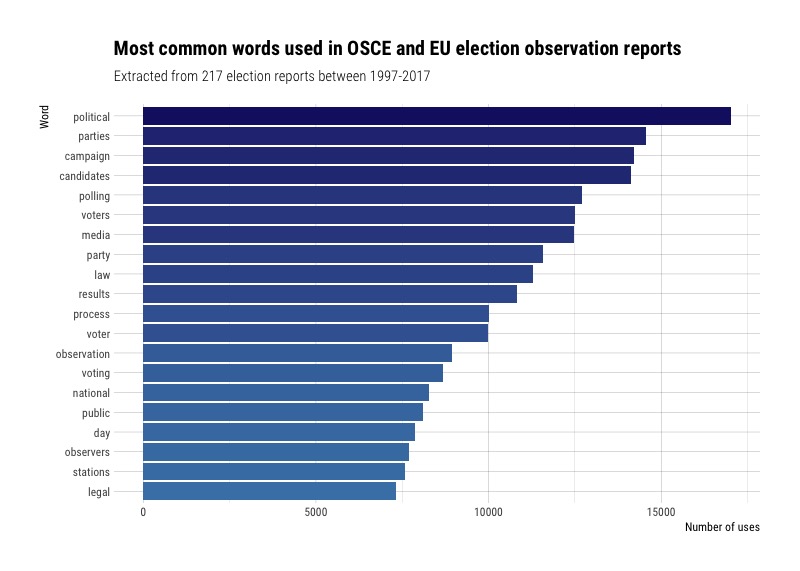 Most common words used in OSCE and EU election observation reports
Extracted from 217 election reports between 1997-2017
Word
political
parties
campaign
candidates
polling
voters
media
party
law
results
process
voter
observation
voting
national
public
day
observers
stations
legal
0 5000 10000 15000
Number of uses